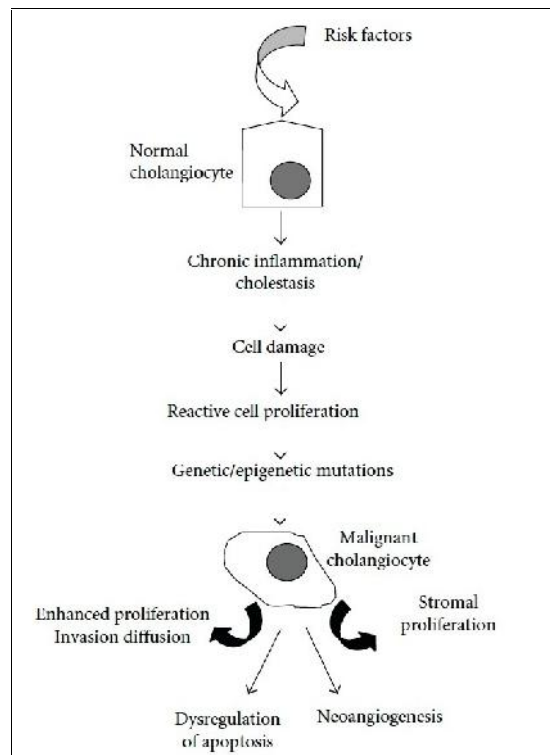 Risk factors
Normal
cholangiocyte
Chronic inflammation/
cholestasis
Cell damage
Reactive cell proliferation
Genetic/epigenetic mutations
Malignant
cholangiocyte
Enhanced proliferation
Invasion diffusion
Stromal
proliferation
Dysregulation
of apoptosis
Neoangiogenesis